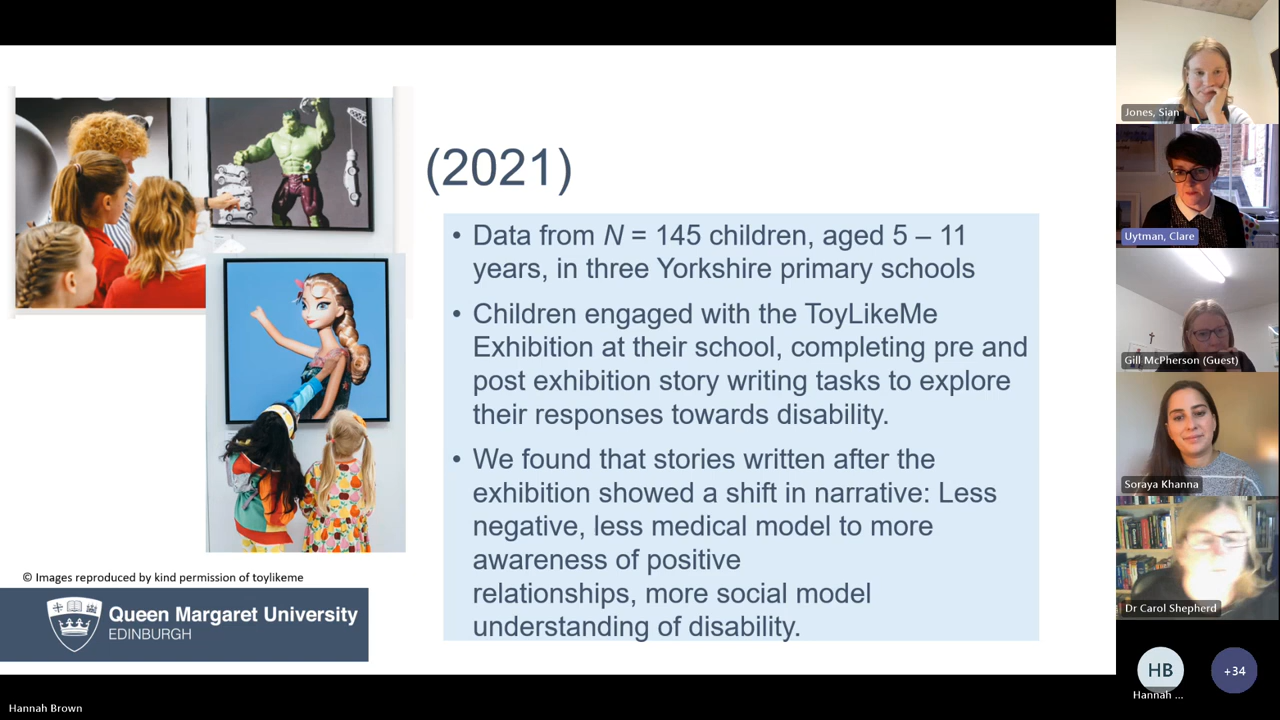 (2021)
• Data from N = 145 children, aged 5 – 11
years, in three Yorkshire primary schools
• Children engaged with the ToyLikeMe
Exhibition at their school, completing pre and
post exhibition story writing tasks to explore
their responses towards disability.
• We found that stories written after the
exhibition showed a shift in narrative: Less
negative, less medical model to more
awareness of positive
relationships, more social model
understanding of disability.
© Images reproduced by kind permission of toylikeme
Queen Margaret University
EDINBURGH
Hannah Brown
Jones, Sian
Uytman, Clare
Gill McPherson (Guest)
Soraya Khanna
Dr Carol Shepherd
HB
Hannah ...
+34